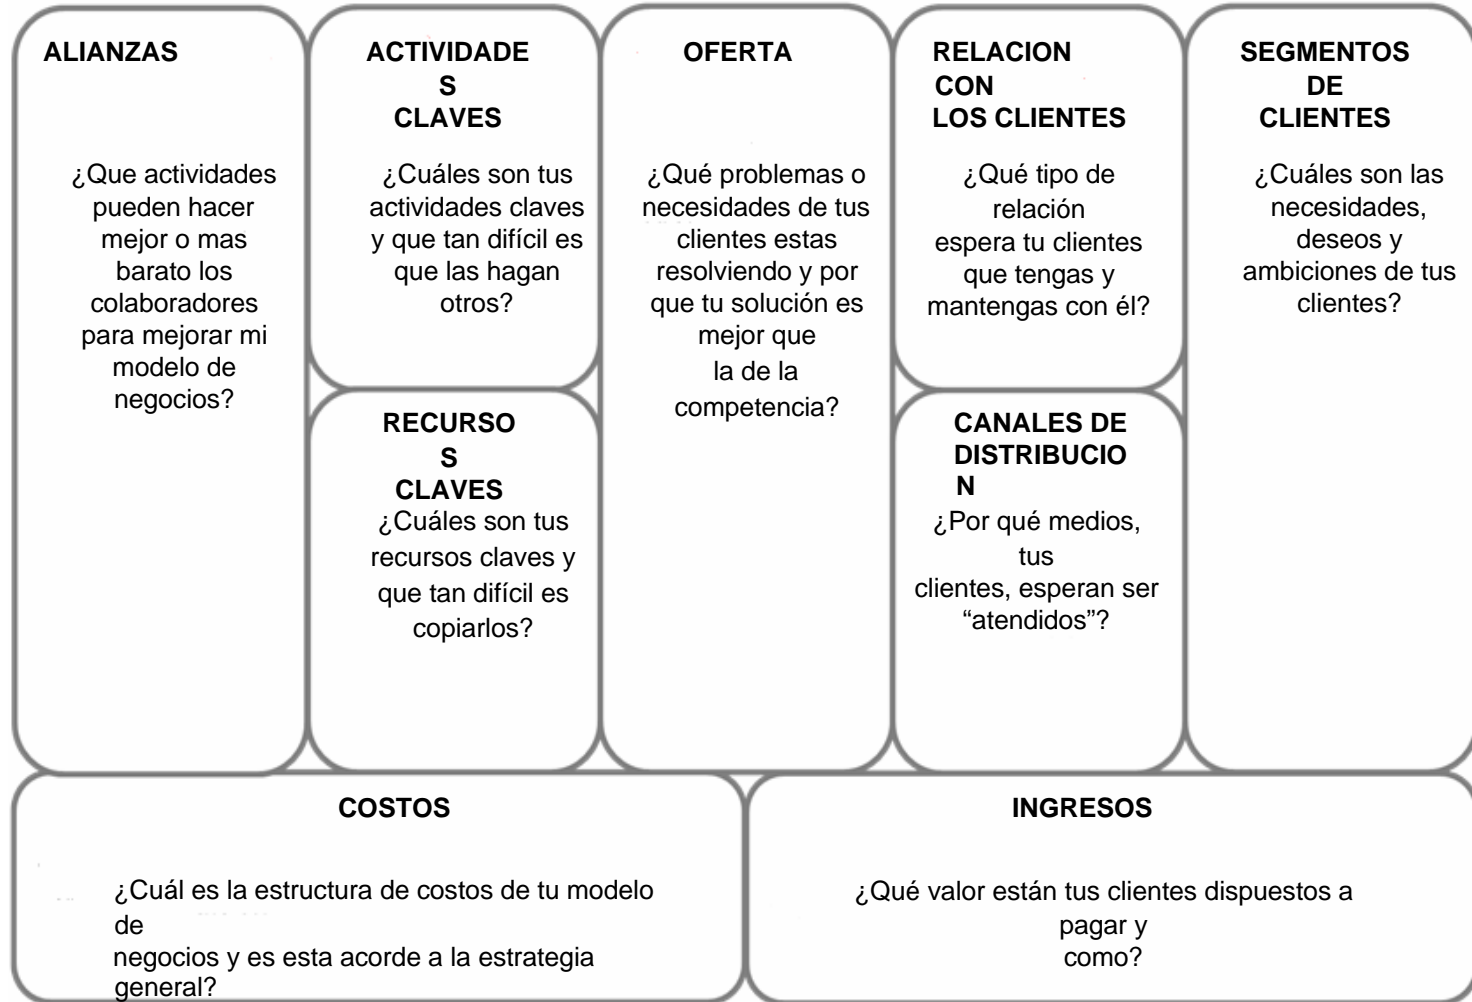 ALIANZAS
¿Que actividades
pueden hacer
mejor o mas
barato los
colaboradores
para mejorar mi
modelo de
negocios?
ACTIVIDADE
S
CLAVES
¿Cuáles son tus
actividades claves
y que tan difícil es
que las hagan
otros?
RECURSO
S
CLAVES
¿Cuáles son tus
recursos claves y
que tan difícil es
copiarlos?
OFERTA
¿Qué problemas o
necesidades de tus
clientes estas
resolviendo y por
que tu solución es
mejor que
la de la
competencia?
RELACION
CON
LOS CLIENTES
¿Qué tipo de
relación
espera tu clientes
que tengas y
mantengas con él?
CANALES DE
DISTRIBUCIO
N
¿Por qué medios,
tus
clientes, esperan ser
“atendidos”?
SEGMENTOS
DE
CLIENTES
¿Cuáles son las
necesidades,
deseos y
ambiciones de tus
clientes?
COSTOS
¿Cuál es la estructura de costos de tu modelo
de
negocios y es esta acorde a la estrategia
general?
INGRESOS
¿Qué valor están tus clientes dispuestos a
pagar y
como?